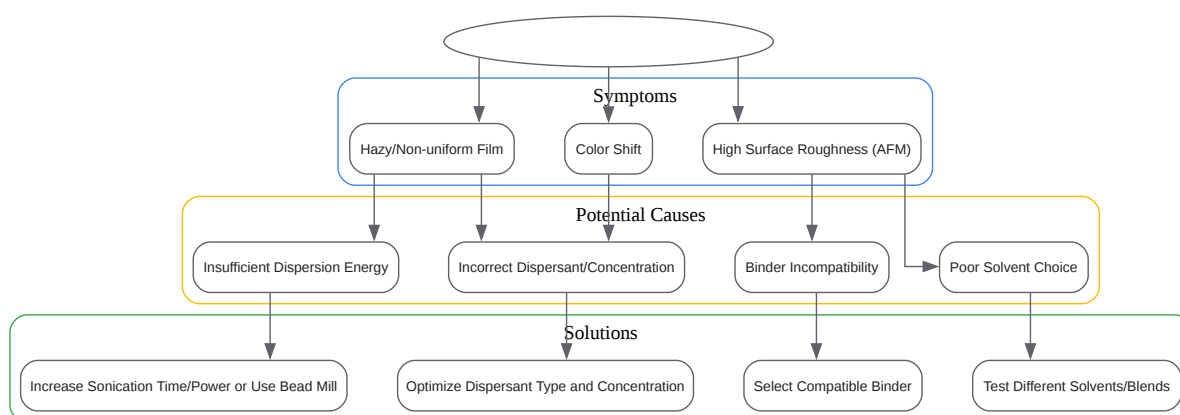 Symptoms
Hazy/Non-uniform Film
Color Shift
High Surface Roughness (AFM)
Potential Causes
Insufficient Dispersion Energy
Incorrect Dispersant/Concentration
Binder Incompatibility
Poor Solvent Choice
Solutions
Increase Sonication Time/Power or Use Bead Mill
Optimize Dispersant Type and Concentration
Select Compatible Binder
Test Different Solvents/Blends